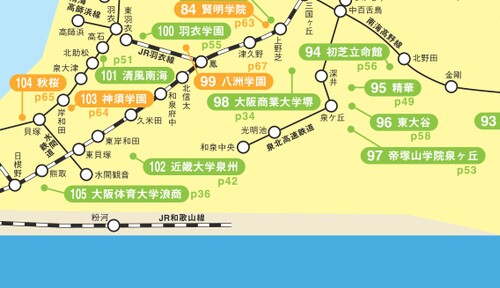 84 賢明学院
p63
東羽衣
高師浜線
高師浜
100 羽衣学園
p55
高石
北助松
p51
JR羽衣線
津久野
p67
上野芝
三国ヶ丘
中百舌鳥
南海高野線
94 初芝立命館
p56
北野田
金剛
泉大津
101 清風南海
鳳
99 八洲学園
深井
95 精華
p49
104 秋桜
p65
103 神須学園
p64
北信太
和泉府中
98 大阪商業大学堺
p34
泉ケ丘
96 東大谷
p58
93
貝塚
岸和田
久米田
光明池
和泉中央
泉北高速鉄道
97 帝塚山学院泉ヶ丘
p53
水間鉄道
東岸和田
東貝塚
日根野
熊取
水間観音
102 近畿大学泉州
p42
105 大阪体育大学浪商
p36
粉河
JR和歌山線